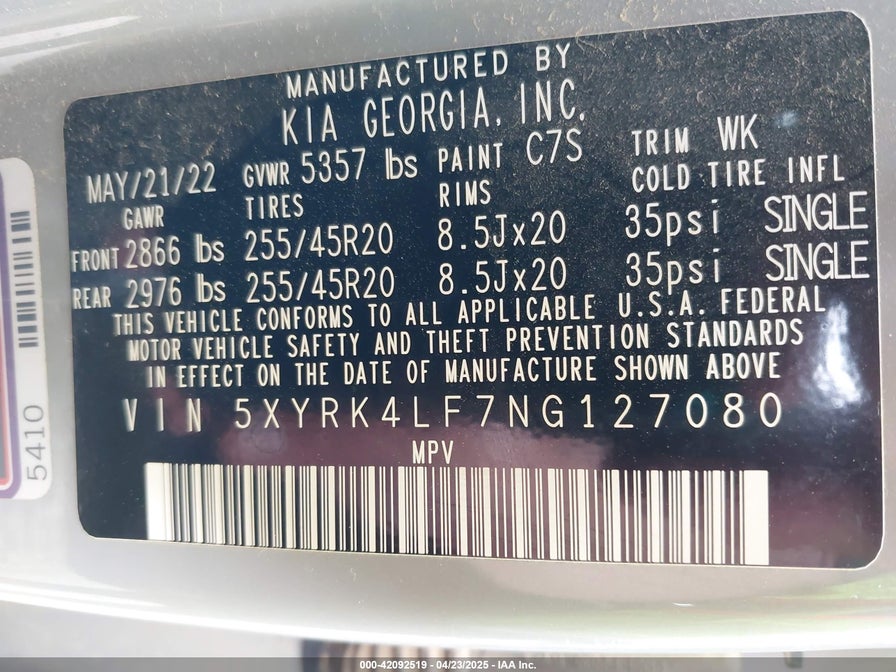 MANUFACTURED BY
KIA GEORGIA, INC.
MAY/21/22 GVWR 5357 lbs PAINT C7S TRIM WK
GAWR TIRES RIMS COLD TIRE INFL
FRONT 2866 lbs 255/45R20 8.5Jx20 35psi SINGLE
REAR 2976 lbs 255/45R20 8.5Jx20 35psi SINGLE
THIS VEHICLE CONFORMS TO ALL APPLICABLE U.S.A. FEDERAL
MOTOR VEHICLE SAFETY AND THEFT PREVENTION STANDARDS
IN EFFECT ON THE DATE OF MANUFACTURE SHOWN ABOVE
VIN 5XYRK4LF7NG127080
MPV
5410
000-42092519 - 04/23/2025 - IAA Inc.